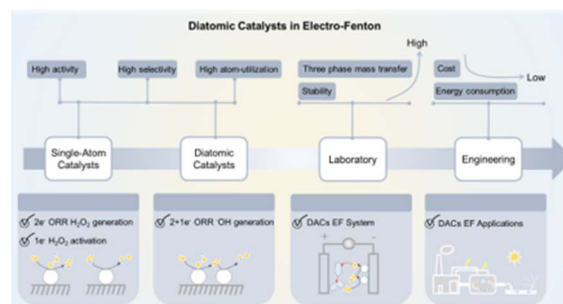 Diatomic Catalysts in Electro-Fenton
High
High activity
High selectivity
High atom-utilization
Three phase mass transfer
Cost
Stability
Low
Energy consumption
Single-Atom
Catalysts
Diatomic
Catalysts
Laboratory
Engineering
2e⁻ ORR H₂O₂ generation
1e⁻ H₂O₂ activation
2+1e⁻ ORR ·OH generation
DACs EF System
+
-
DACs EF Applications